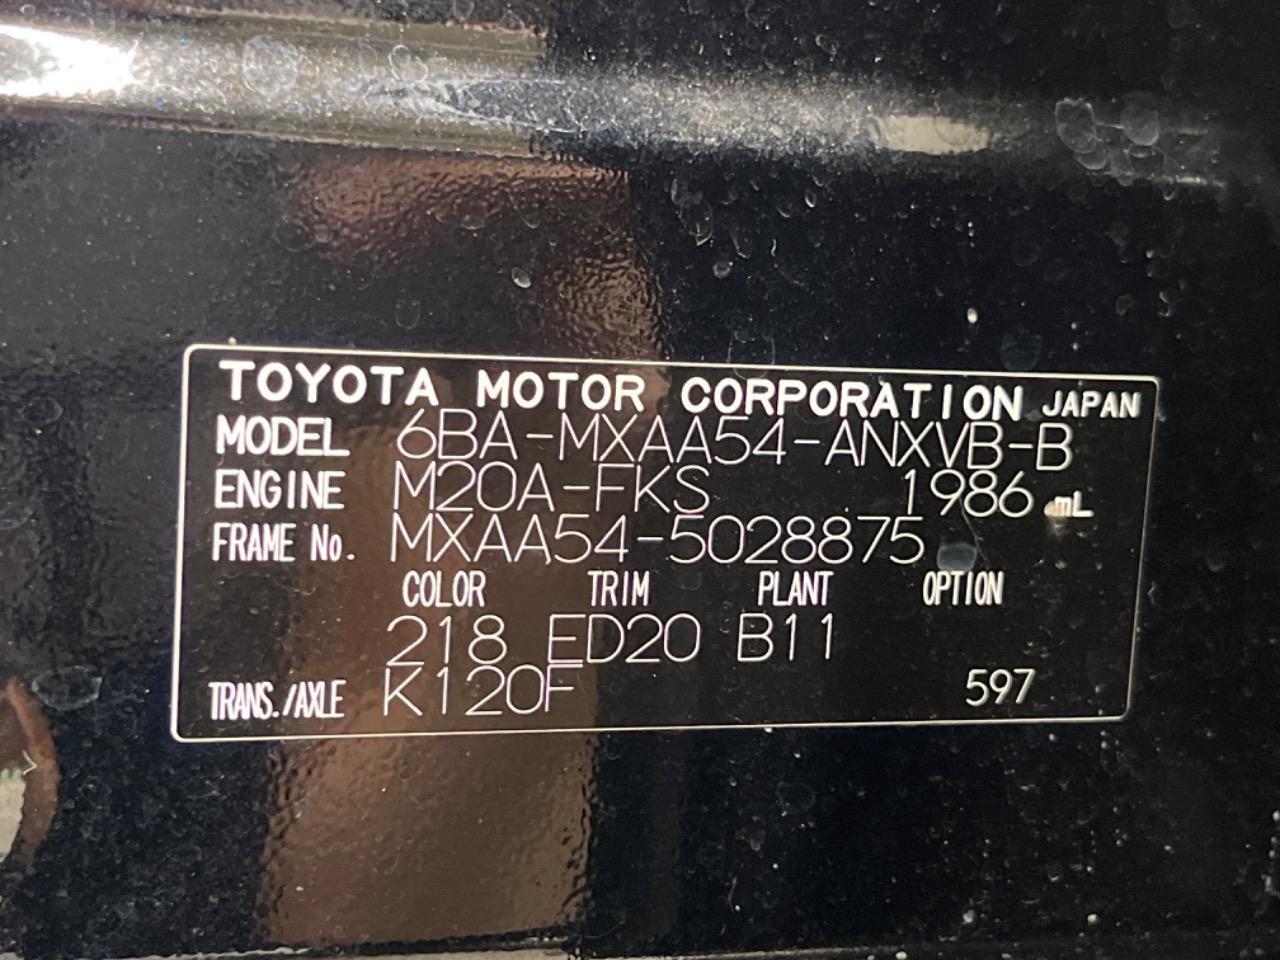 TOYOTA MOTOR CORPORATION JAPAN
MODEL 6BA-MXAA54-ANXVB-B
ENGINE M20A-FKS 1986 mL
FRAME No. MXAA54-5028875
COLOR TRIM PLANT OPTION
218 ED20 B11
TRANS./AXLE K120F 597